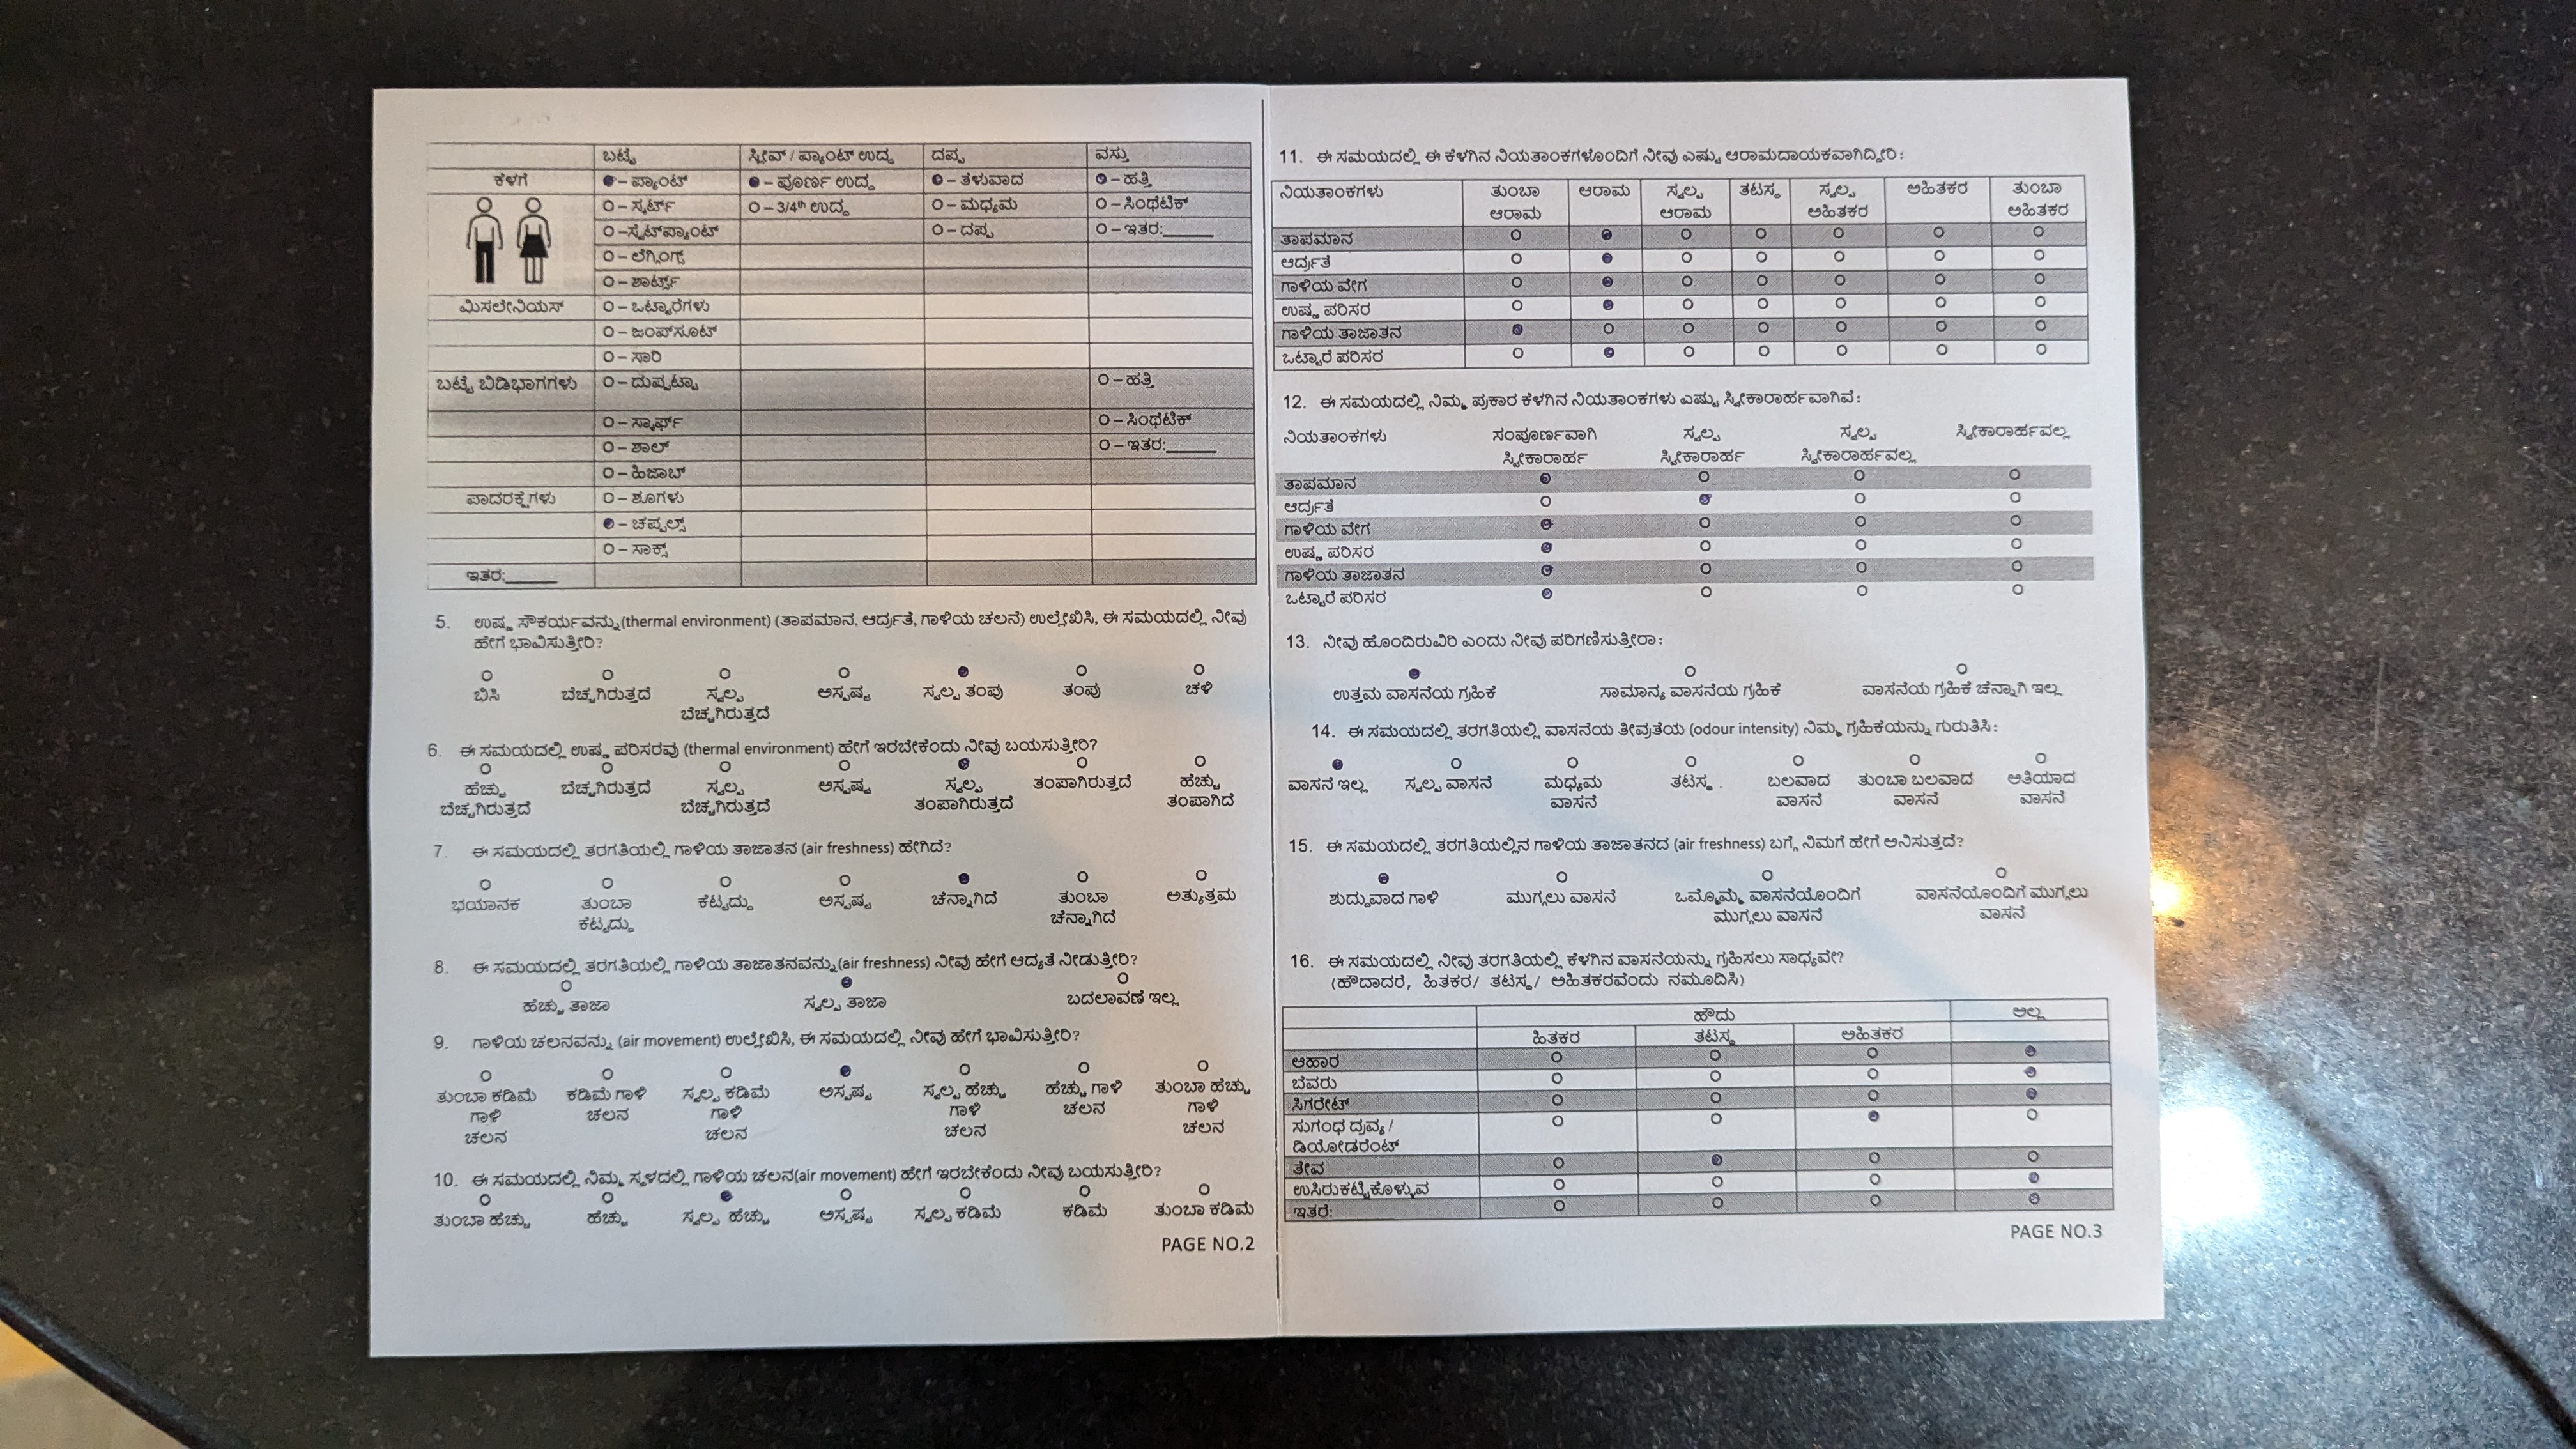 ಬಟ್ಟೆ ಸ್ಲೀವ್ / ಪ್ಯಾಂಟ್ ಉದ್ದ ದಪ್ಪ ವಸ್ತು
ಕೆಳಗೆ – ಪ್ಯಾಂಟ್ – ಪೂರ್ಣ ಉದ್ದ – ತೆಳುವಾದ – ಹತ್ತಿ
O – ಸ್ಕರ್ಟ್ O – 3/4th ಉದ್ದ O – ಮಧ್ಯಮ O – ಸಿಂಥೆಟಿಕ್
O –ಸ್ವೆಟ್‌ಪ್ಯಾಂಟ್ O – ದಪ್ಪ O – ಇತರ:______
O – ಲೆಗ್ಗಿಂಗ್ಸ್
O – ಶಾರ್ಟ್ಸ್
ಮಿಸಲೇನಿಯಸ್ O – ಒಟ್ಟಾರೆಗಳು
O – ಜಂಪ್‌ಸೂಟ್
O – ಸಾರಿ
ಬಟ್ಟೆ ಬಿಡಿಭಾಗಗಳು O – ದುಪ್ಪಟ್ಟಾ O – ಹತ್ತಿ
O – ಸ್ಕಾರ್ಫ್ O – ಸಿಂಥೆಟಿಕ್
O – ಶಾಲ್ O – ಇತರ:______
O – ಹಿಜಾಬ್
ಪಾದರಕ್ಷೆಗಳು O – ಶೂಗಳು
– ಚಪ್ಪಲ್ಸ್
O – ಸಾಕ್ಸ್
ಇತರ:______
5. ಉಷ್ಣ ಸೌಕರ್ಯವನ್ನು(thermal environment) (ತಾಪಮಾನ, ಆರ್ದ್ರತೆ, ಗಾಳಿಯ ಚಲನೆ) ಉಲ್ಲೇಖಿಸಿ, ಈ ಸಮಯದಲ್ಲಿ ನೀವು
ಹೇಗೆ ಭಾವಿಸುತ್ತೀರಿ?
ಬಿಸಿ ಬೆಚ್ಚಗಿರುತ್ತದೆ ಸ್ವಲ್ಪ ಅಸ್ಪಷ್ಟ ಸ್ವಲ್ಪ ತಂಪು ತಂಪು ಚಳಿ
ಬೆಚ್ಚಗಿರುತ್ತದೆ
6. ಈ ಸಮಯದಲ್ಲಿ ಉಷ್ಣ ಪರಿಸರವು (thermal environment) ಹೇಗೆ ಇರಬೇಕೆಂದು ನೀವು ಬಯಸುತ್ತೀರಿ?
ಹೆಚ್ಚು ಬೆಚ್ಚಗಿರುತ್ತದೆ ಸ್ವಲ್ಪ ಅಸ್ಪಷ್ಟ ಸ್ವಲ್ಪ ತಂಪಾಗಿರುತ್ತದೆ ಹೆಚ್ಚು
ಬೆಚ್ಚಗಿರುತ್ತದೆ ಬೆಚ್ಚಗಿರುತ್ತದೆ ತಂಪಾಗಿರುತ್ತದೆ ತಂಪಾಗಿದೆ
7. ಈ ಸಮಯದಲ್ಲಿ ತರಗತಿಯಲ್ಲಿ ಗಾಳಿಯ ತಾಜಾತನ (air freshness) ಹೇಗಿದೆ?
ಭಯಾನಕ ತುಂಬಾ ಕೆಟ್ಟದ್ದು ಅಸ್ಪಷ್ಟ ಚೆನ್ನಾಗಿದೆ ತುಂಬಾ ಅತ್ಯುತ್ತಮ
ಕೆಟ್ಟದ್ದು ಚೆನ್ನಾಗಿದೆ
8. ಈ ಸಮಯದಲ್ಲಿ ತರಗತಿಯಲ್ಲಿ ಗಾಳಿಯ ತಾಜಾತನವನ್ನು(air freshness) ನೀವು ಹೇಗೆ ಆದ್ಯತೆ ನೀಡುತ್ತೀರಿ?
ಹೆಚ್ಚು ತಾಜಾ ಸ್ವಲ್ಪ ತಾಜಾ ಬದಲಾವಣೆ ಇಲ್ಲ
9. ಗಾಳಿಯ ಚಲನವನ್ನು (air movement) ಉಲ್ಲೇಖಿಸಿ, ಈ ಸಮಯದಲ್ಲಿ ನೀವು ಹೇಗೆ ಭಾವಿಸುತ್ತೀರಿ?
ತುಂಬಾ ಕಡಿಮೆ ಕಡಿಮೆ ಗಾಳಿ ಸ್ವಲ್ಪ ಕಡಿಮೆ ಅಸ್ಪಷ್ಟ ಸ್ವಲ್ಪ ಹೆಚ್ಚು ಹೆಚ್ಚು ಗಾಳಿ ತುಂಬಾ ಹೆಚ್ಚು
ಗಾಳಿ ಚಲನ ಗಾಳಿ ಗಾಳಿ ಚಲನ ಗಾಳಿ
ಚಲನ ಚಲನ ಚಲನ ಚಲನ
10. ಈ ಸಮಯದಲ್ಲಿ ನಿಮ್ಮ ಸ್ಥಳದಲ್ಲಿ ಗಾಳಿಯ ಚಲನ(air movement) ಹೇಗೆ ಇರಬೇಕೆಂದು ನೀವು ಬಯಸುತ್ತೀರಿ?
ತುಂಬಾ ಹೆಚ್ಚು ಹೆಚ್ಚು ಸ್ವಲ್ಪ ಹೆಚ್ಚು ಅಸ್ಪಷ್ಟ ಸ್ವಲ್ಪ ಕಡಿಮೆ ಕಡಿಮೆ ತುಂಬಾ ಕಡಿಮೆ
PAGE NO.2
11. ಈ ಸಮಯದಲ್ಲಿ ಈ ಕೆಳಗಿನ ನಿಯತಾಂಕಗಳೊಂದಿಗೆ ನೀವು ಎಷ್ಟು ಆರಾಮದಾಯಕವಾಗಿದ್ದೀರಿ:
ನಿಯತಾಂಕಗಳು ತುಂಬಾ ಆರಾಮ ಸ್ವಲ್ಪ ತಟಸ್ಥ ಸ್ವಲ್ಪ ಅಹಿತಕರ ತುಂಬಾ
ಆರಾಮ ಆರಾಮ ಅಹಿತಕರ ಅಹಿತಕರ
ತಾಪಮಾನ
ಆರ್ದ್ರತೆ
ಗಾಳಿಯ ವೇಗ
ಉಷ್ಣ ಪರಿಸರ
ಗಾಳಿಯ ತಾಜಾತನ
ಒಟ್ಟಾರೆ ಪರಿಸರ
12. ಈ ಸಮಯದಲ್ಲಿ ನಿಮ್ಮ ಪ್ರಕಾರ ಕೆಳಗಿನ ನಿಯತಾಂಕಗಳು ಎಷ್ಟು ಸ್ವೀಕಾರಾರ್ಹವಾಗಿವೆ:
ನಿಯತಾಂಕಗಳು ಸಂಪೂರ್ಣವಾಗಿ ಸ್ವಲ್ಪ ಸ್ವಲ್ಪ ಸ್ವೀಕಾರಾರ್ಹವಲ್ಲ
ಸ್ವೀಕಾರಾರ್ಹ ಸ್ವೀಕಾರಾರ್ಹ ಸ್ವೀಕಾರಾರ್ಹವಲ್ಲ
ತಾಪಮಾನ
ಆರ್ದ್ರತೆ
ಗಾಳಿಯ ವೇಗ
ಉಷ್ಣ ಪರಿಸರ
ಗಾಳಿಯ ತಾಜಾತನ
ಒಟ್ಟಾರೆ ಪರಿಸರ
13. ನೀವು ಹೊಂದಿರುವಿರಿ ಎಂದು ನೀವು ಪರಿಗಣಿಸುತ್ತೀರಾ:
ಉತ್ತಮ ವಾಸನೆಯ ಗ್ರಹಿಕೆ ಸಾಮಾನ್ಯ ವಾಸನೆಯ ಗ್ರಹಿಕೆ ವಾಸನೆಯ ಗ್ರಹಿಕೆ ಚೆನ್ನಾಗಿ ಇಲ್ಲ
14. ಈ ಸಮಯದಲ್ಲಿ ತರಗತಿಯಲ್ಲಿ ವಾಸನೆಯ ತೀವ್ರತೆಯ (odour intensity) ನಿಮ್ಮ ಗ್ರಹಿಕೆಯನ್ನು ಗುರುತಿಸಿ:
ವಾಸನೆ ಇಲ್ಲ ಸ್ವಲ್ಪ ವಾಸನೆ ಮಧ್ಯಮ ತಟಸ್ಥ . ಬಲವಾದ ತುಂಬಾ ಬಲವಾದ ಅತಿಯಾದ
ವಾಸನೆ ವಾಸನೆ ವಾಸನೆ ವಾಸನೆ
15. ಈ ಸಮಯದಲ್ಲಿ ತರಗತಿಯಲ್ಲಿನ ಗಾಳಿಯ ತಾಜಾತನದ (air freshness) ಬಗ್ಗೆ ನಿಮಗೆ ಹೇಗೆ ಅನಿಸುತ್ತದೆ?
ಶುದ್ಧವಾದ ಗಾಳಿ ಮುಗ್ಗಲು ವಾಸನೆ ಒಮ್ಮೊಮ್ಮೆ ವಾಸನೆಯೊಂದಿಗೆ ವಾಸನೆಯೊಂದಿಗೆ ಮುಗ್ಗಲು
ಮುಗ್ಗಲು ವಾಸನೆ ವಾಸನೆ
16. ಈ ಸಮಯದಲ್ಲಿ ನೀವು ತರಗತಿಯಲ್ಲಿ ಕೆಳಗಿನ ವಾಸನೆಯನ್ನು ಗ್ರಹಿಸಲು ಸಾಧ್ಯವೇ?
(ಹೌದಾದರೆ, ಹಿತಕರ/ ತಟಸ್ಥ/ ಅಹಿತಕರವೆಂದು ನಮೂದಿಸಿ)
ಹೌದು ಅಲ್ಲ
ಹಿತಕರ ತಟಸ್ಥ ಅಹಿತಕರ
ಆಹಾರ
ಬೆವರು
ಸಿಗರೇಟ್
ಸುಗಂಧ ದ್ರವ್ಯ /
ಡಿಯೋಡರೆಂಟ್
ತೇವ
ಉಸಿರುಕಟ್ಟಿಕೊಳ್ಳುವ
ಇತರೆ:
PAGE NO.3